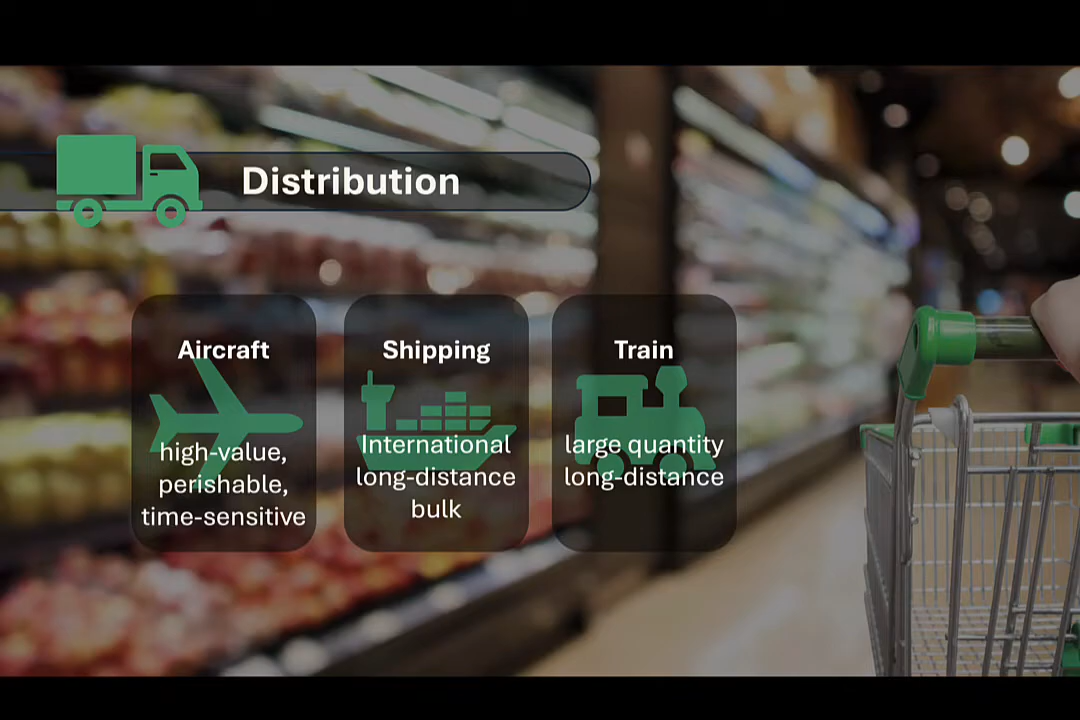 Distribution
Aircraft
high-value,
perishable,
time-sensitive
Shipping
International
long-distance
bulk
Train
large quantity
long-distance